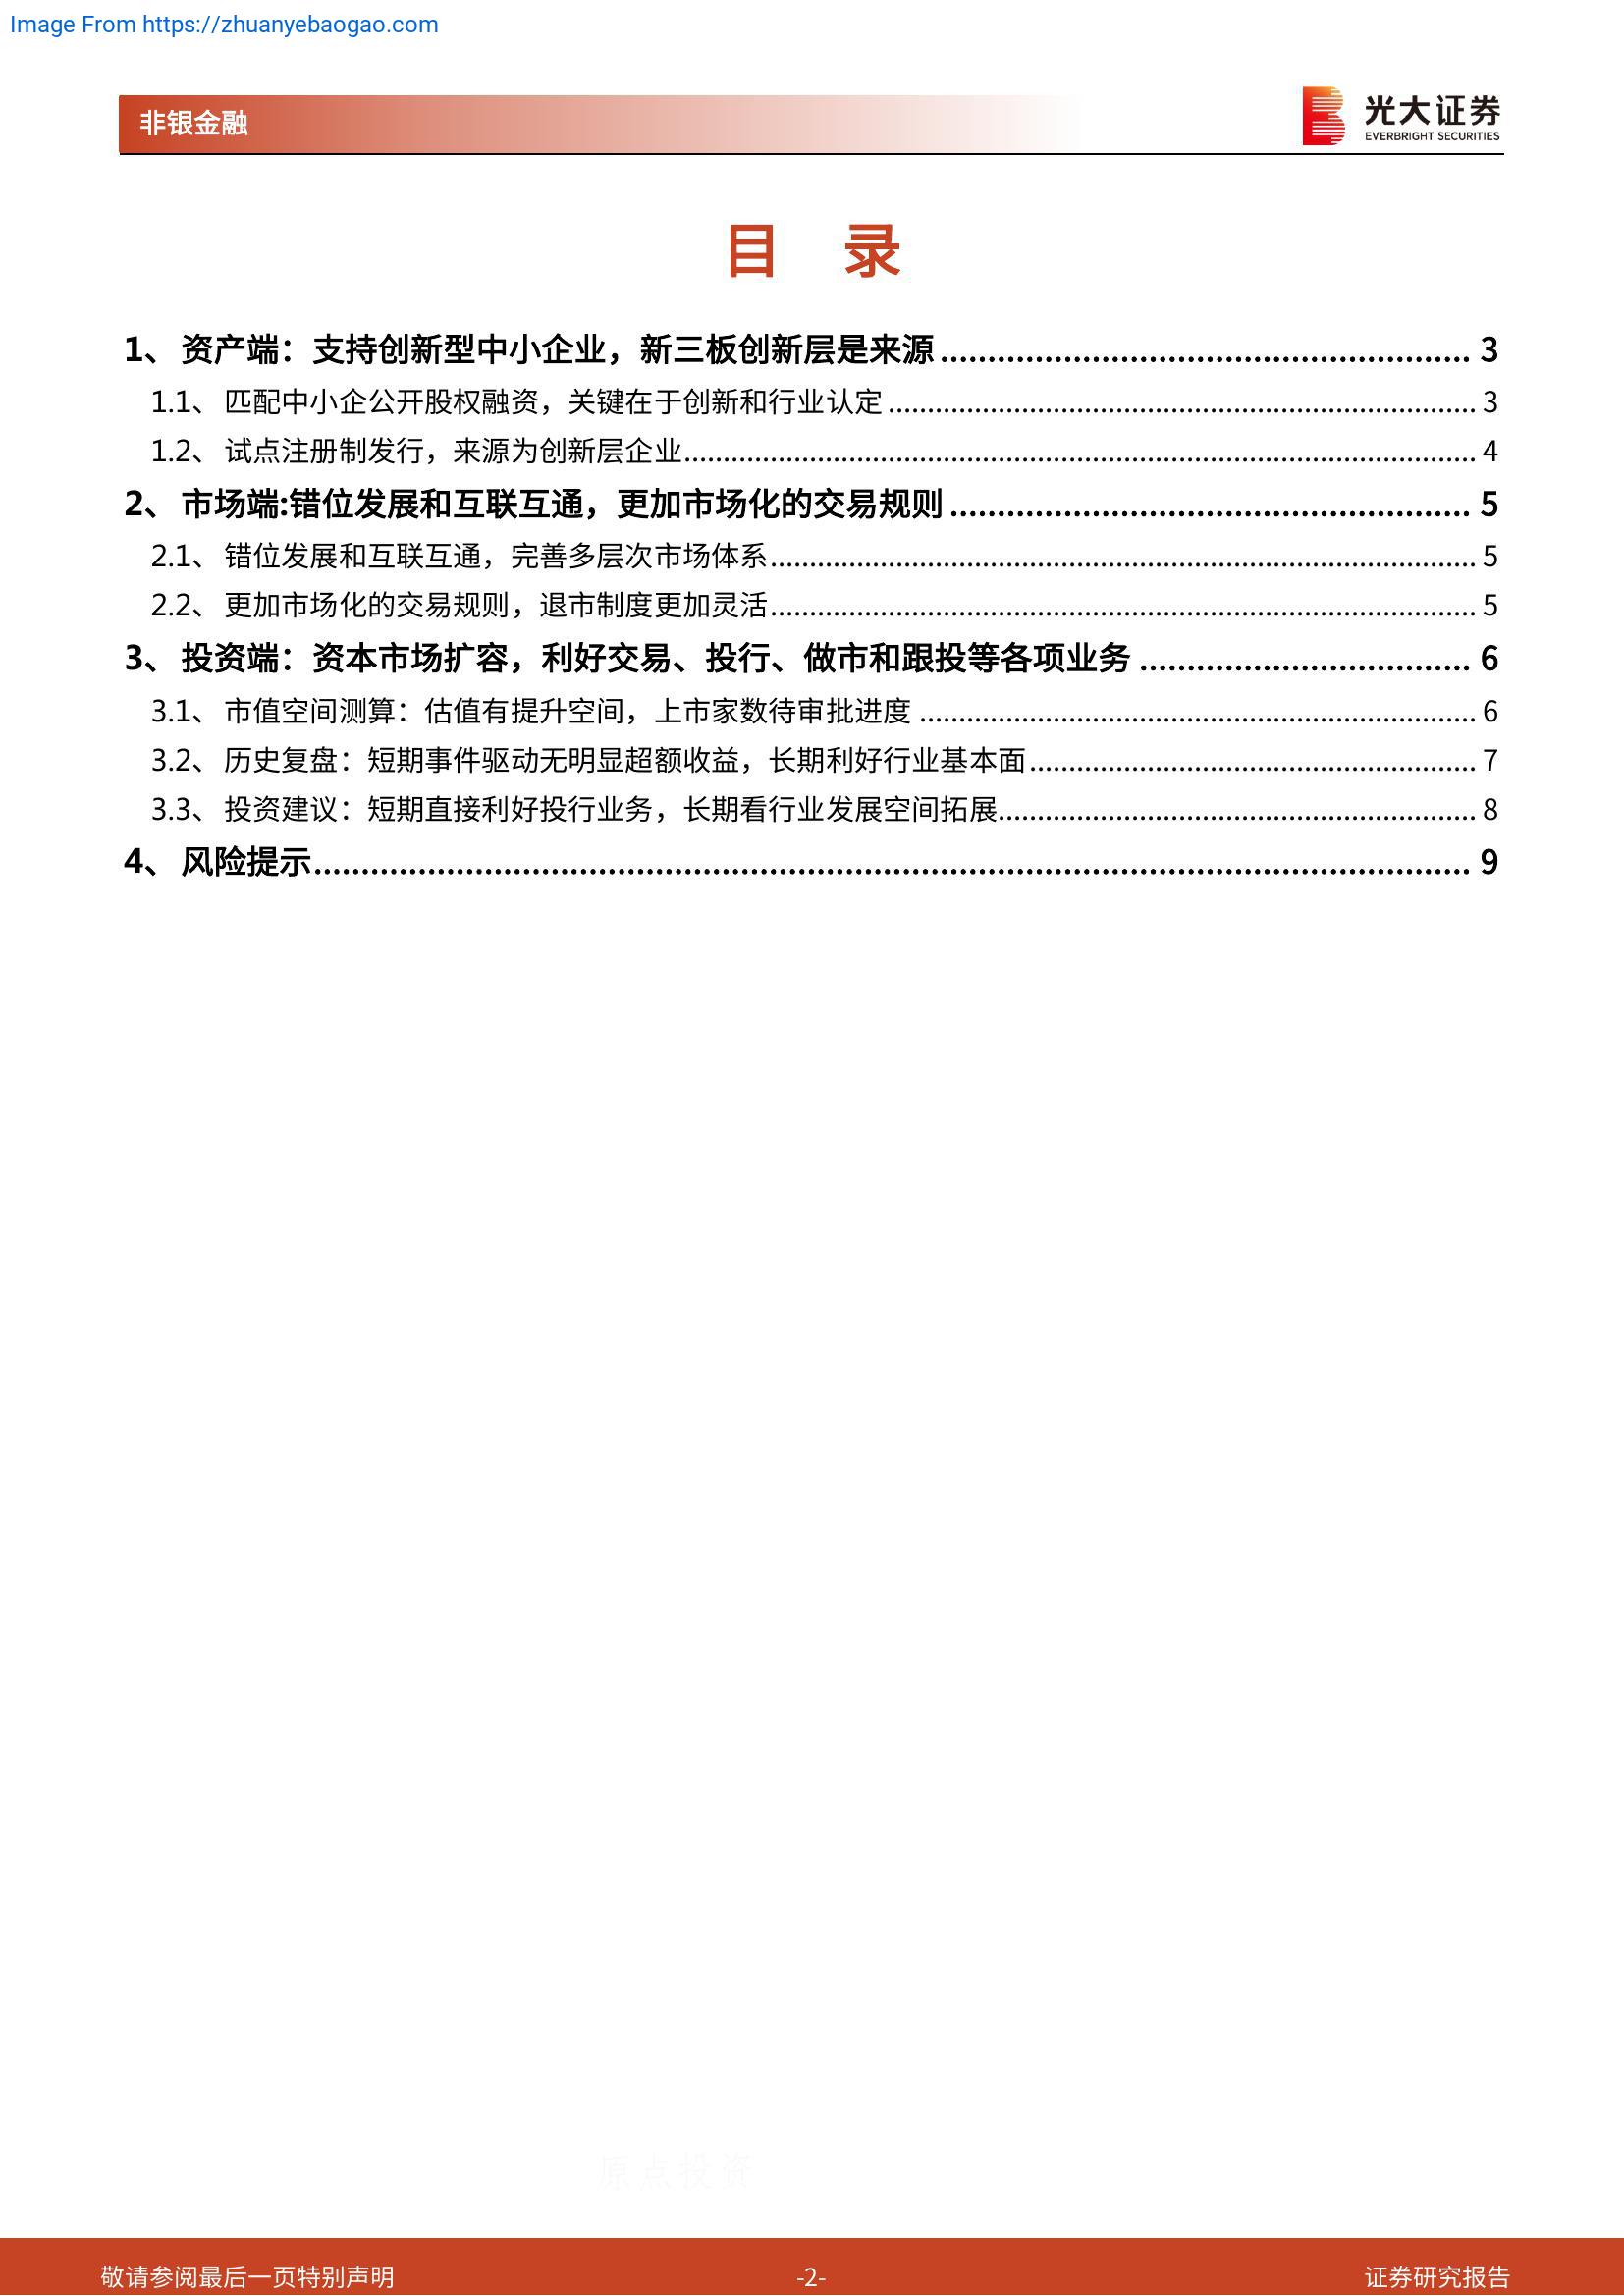 Image From https://zhuanyebaogao.com
非银金融
光大证券
EVERBRIGHT SECURITIES
目 录
1、 资产端：支持创新型中小企业，新三板创新层是来源 3
1.1、 匹配中小企公开股权融资，关键在于创新和行业认定 3
1.2、 试点注册制发行，来源为创新层企业 4
2、 市场端:错位发展和互联互通，更加市场化的交易规则 5
2.1、 错位发展和互联互通，完善多层次市场体系 5
2.2、 更加市场化的交易规则，退市制度更加灵活 5
3、 投资端：资本市场扩容，利好交易、投行、做市和跟投等各项业务 6
3.1、 市值空间测算：估值有提升空间，上市家数待审批进度 6
3.2、 历史复盘：短期事件驱动无明显超额收益，长期利好行业基本面 7
3.3、 投资建议：短期直接利好投行业务，长期看行业发展空间拓展 8
4、 风险提示 9
原点投资
敬请参阅最后一页特别声明
-2-
证券研究报告